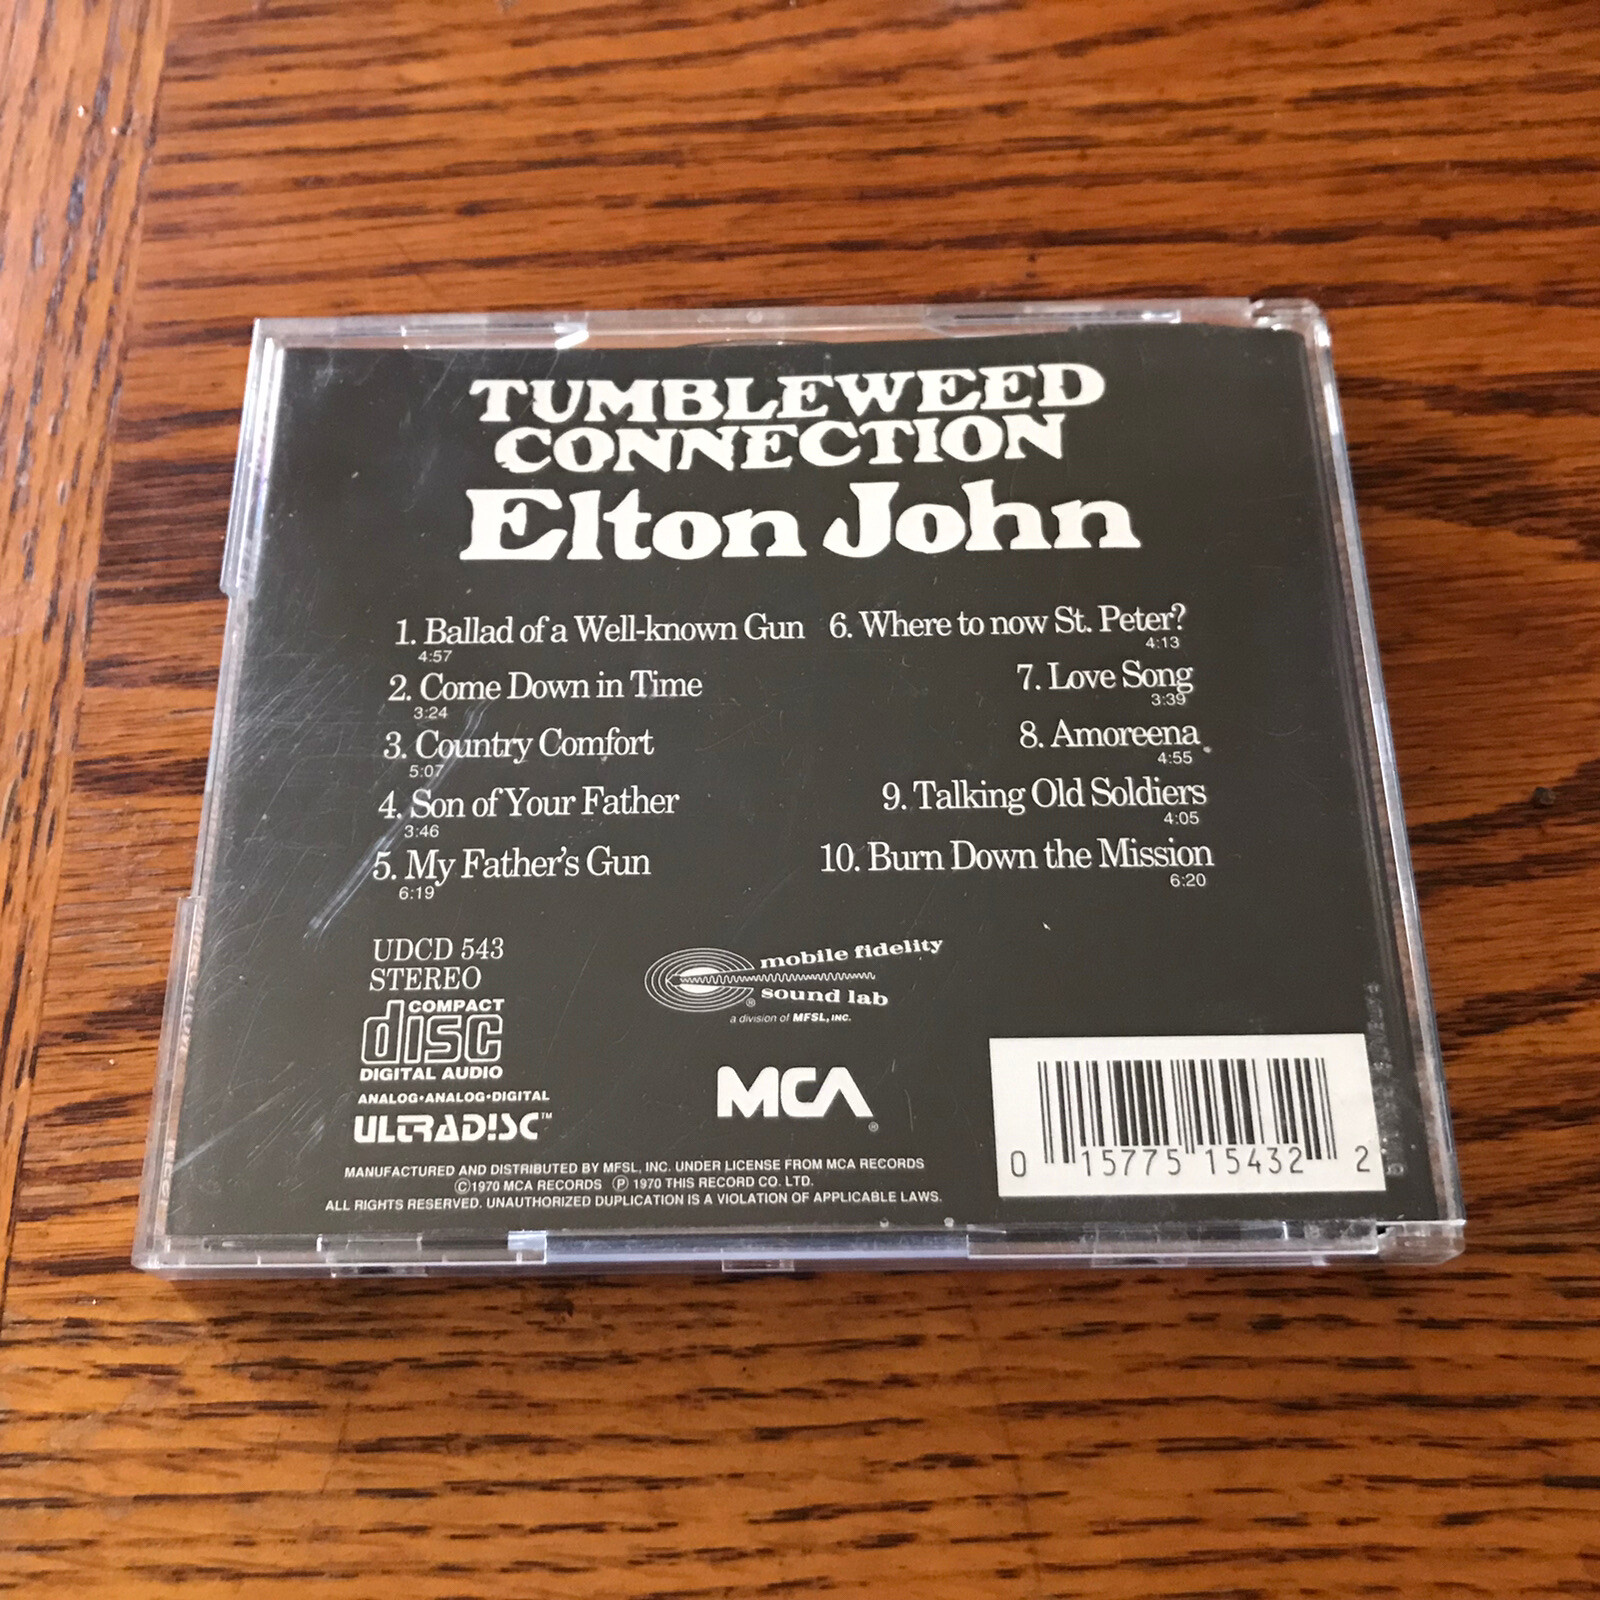 TUMBLEWEED
CONNECTION
Elton John
1. Ballad of a Well-known Gun
4:57
2. Come Down in Time
3:24
3. Country Comfort
5:07
4. Son of Your Father
3:46
5. My Father's Gun
6:19
6. Where to now St. Peter?
4:13
7. Love Song
3:39
8. Amoreena
4:55
9. Talking Old Soldiers
4:05
10. Burn Down the Mission
6:20
UDCD 543
STEREO
COMPACT
disc
DIGITAL AUDIO
ANALOG•ANALOG•DIGITAL
ULTRADISC™
mobile fidelity
sound lab
®
a division of MFSL, INC.
MCA®
MANUFACTURED AND DISTRIBUTED BY MFSL, INC. UNDER LICENSE FROM MCA RECORDS
©1970 MCA RECORDS ℗ 1970 THIS RECORD CO. LTD.
ALL RIGHTS RESERVED. UNAUTHORIZED DUPLICATION IS A VIOLATION OF APPLICABLE LAWS.
0 15775 15432 2